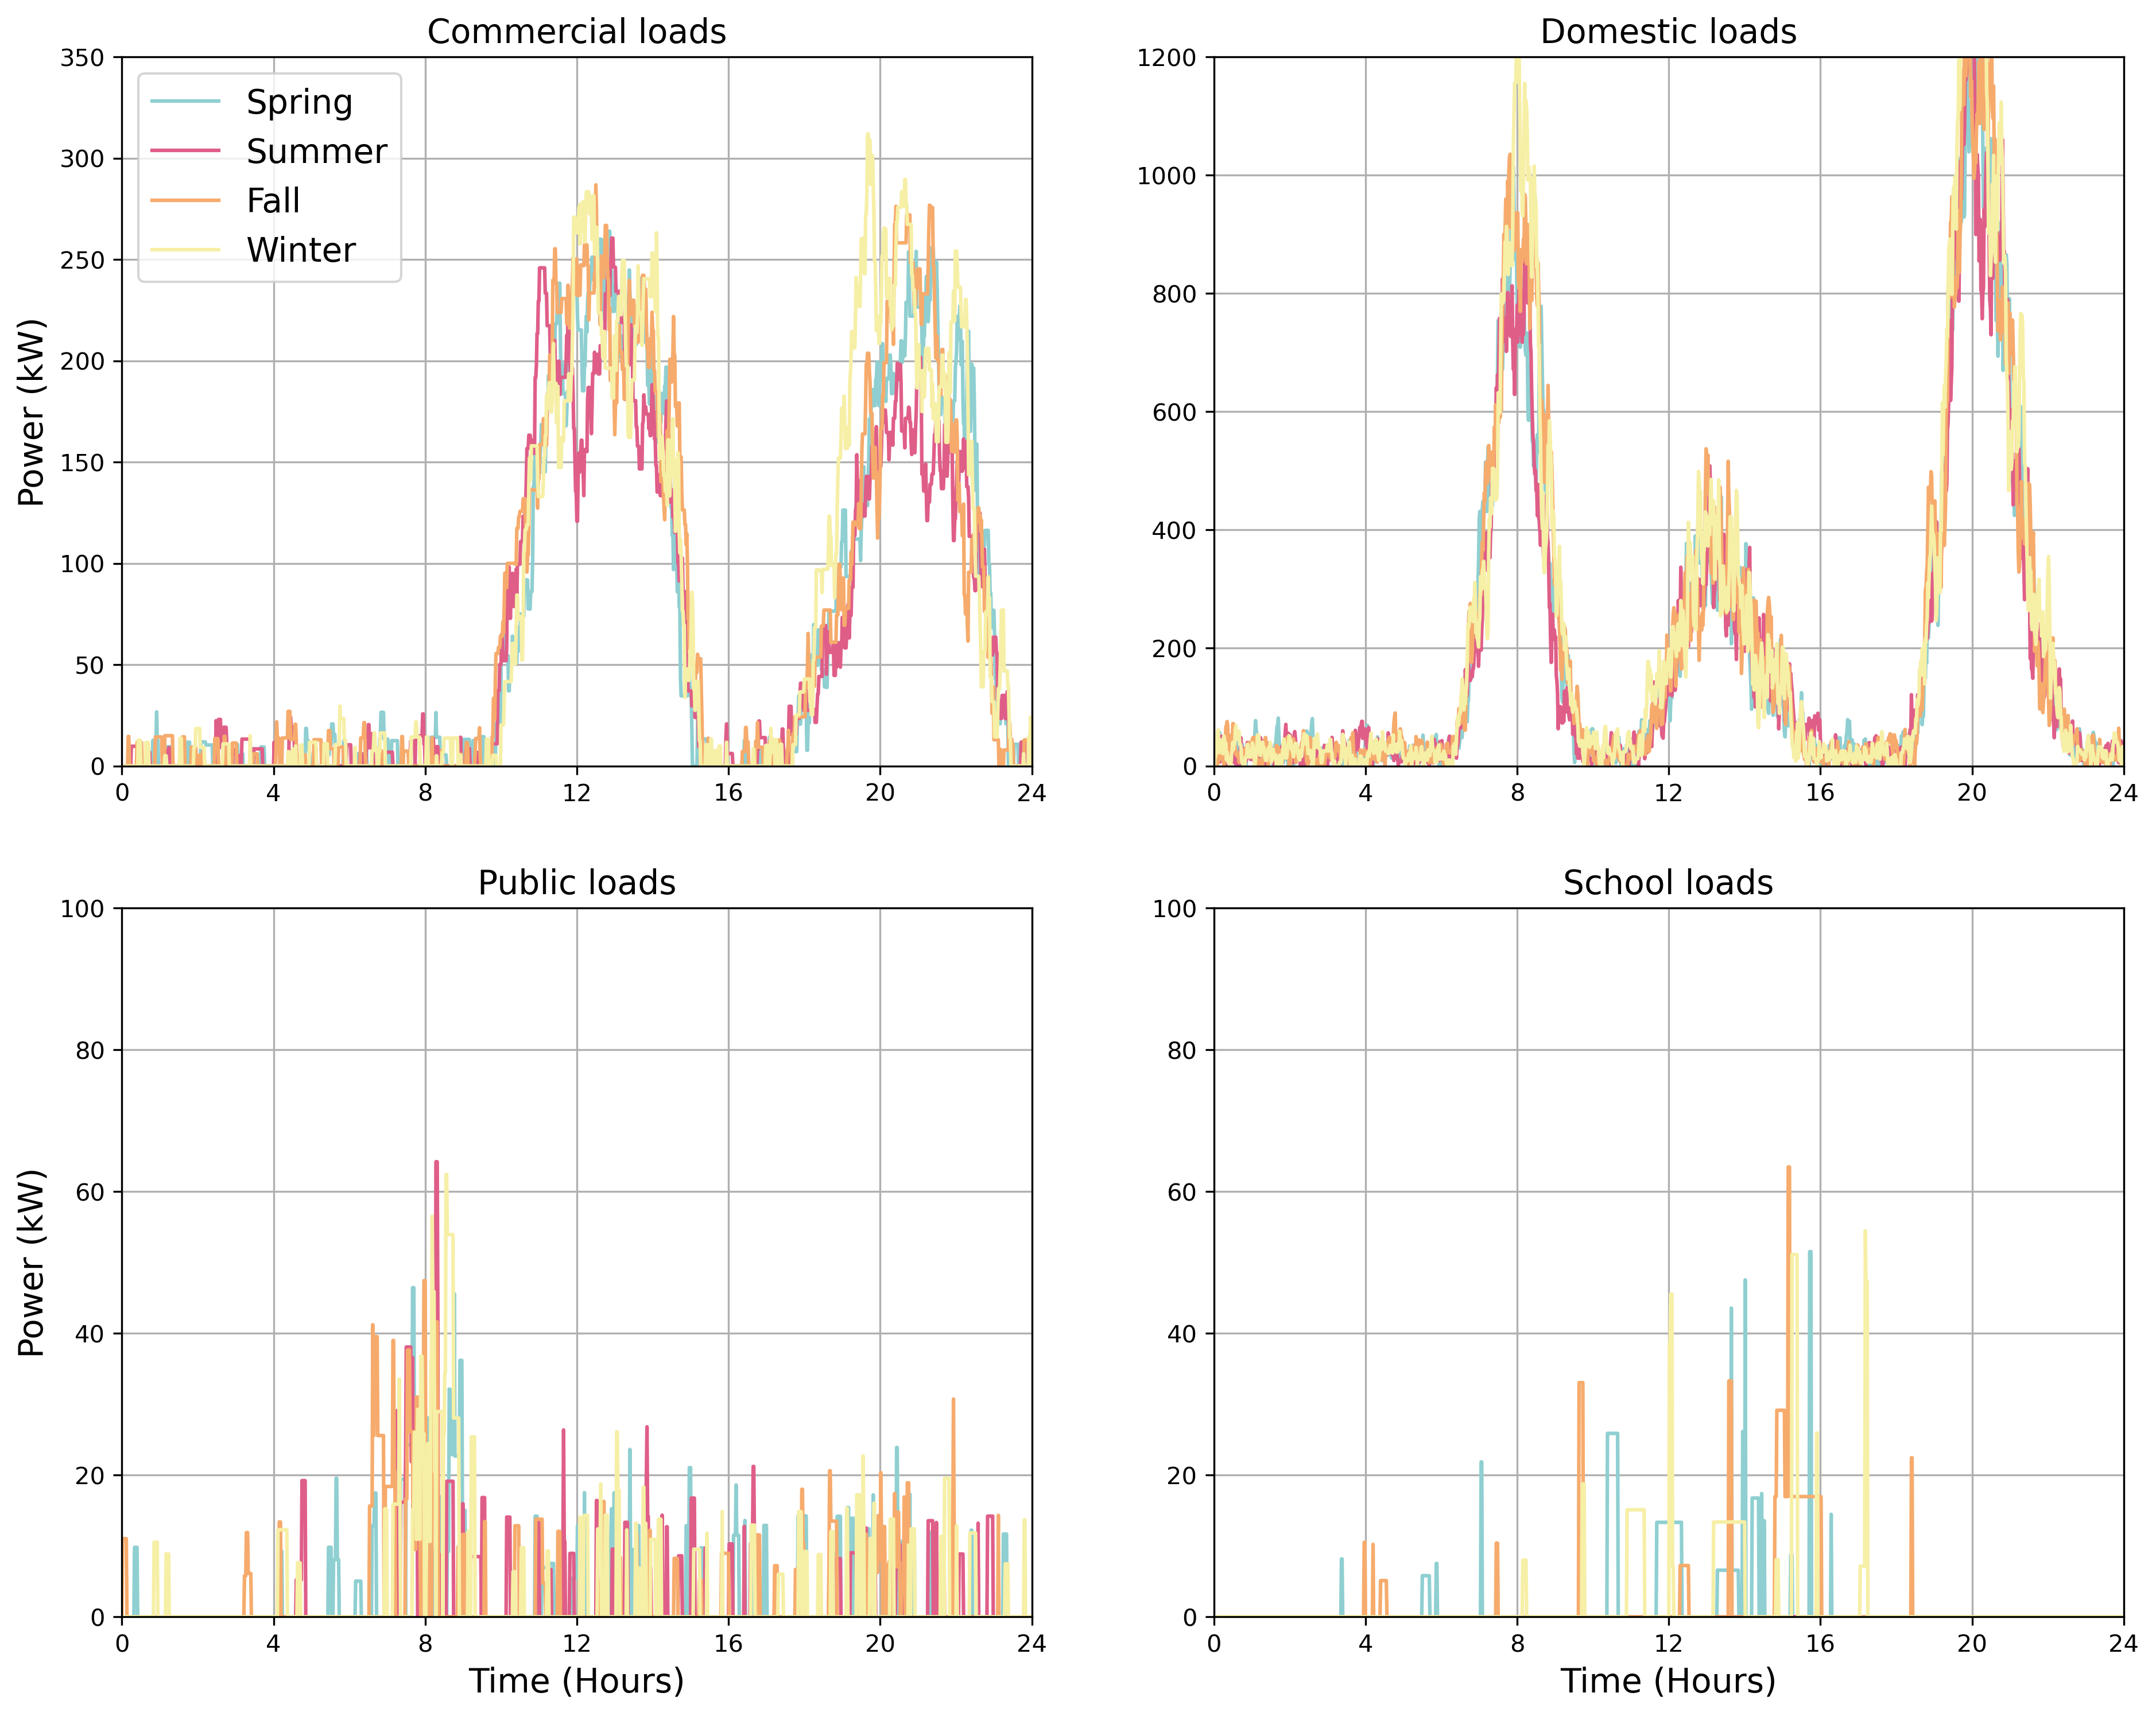 Commercial loads
350
300
250
200
150
100
50
0
Power (kW)
Spring
Summer
Fall
Winter
0 4 8 12 16 20 24
Domestic loads
1200
1000
800
600
400
200
0
0 4 8 12 16 20 24
Public loads
100
80
60
40
20
0
Power (kW)
0 4 8 12 16 20 24
Time (Hours)
School loads
100
80
60
40
20
0
0 4 8 12 16 20 24
Time (Hours)